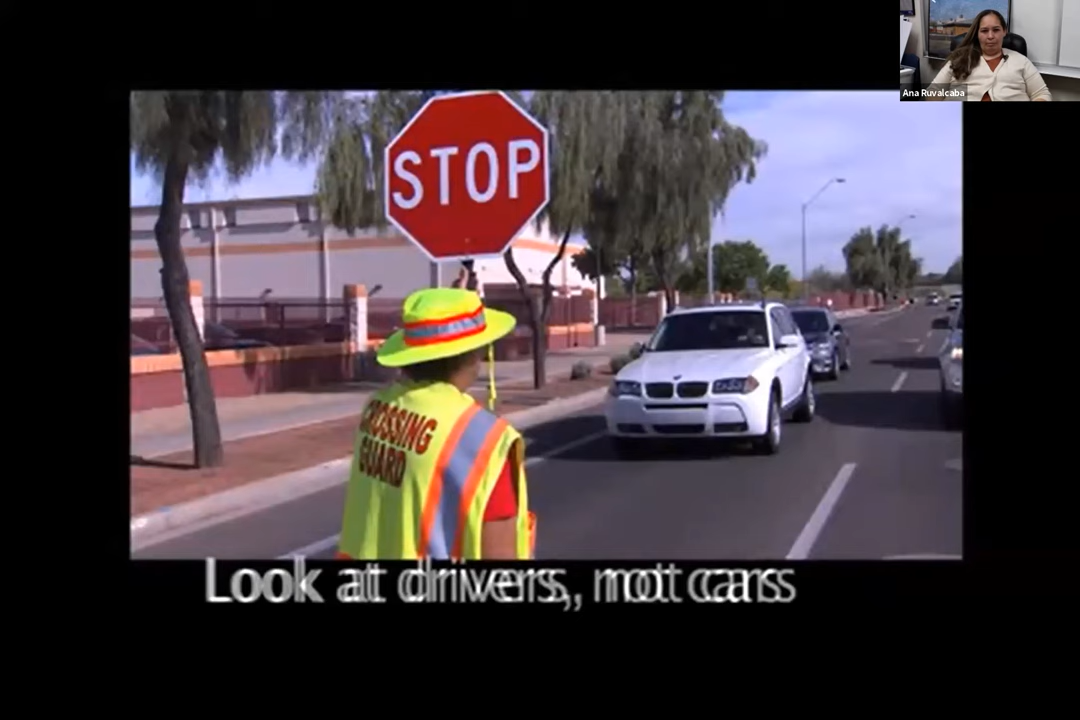 Ana Ruvalcaba
STOP
CROSSING
GUARD
Look at drivers, not cars